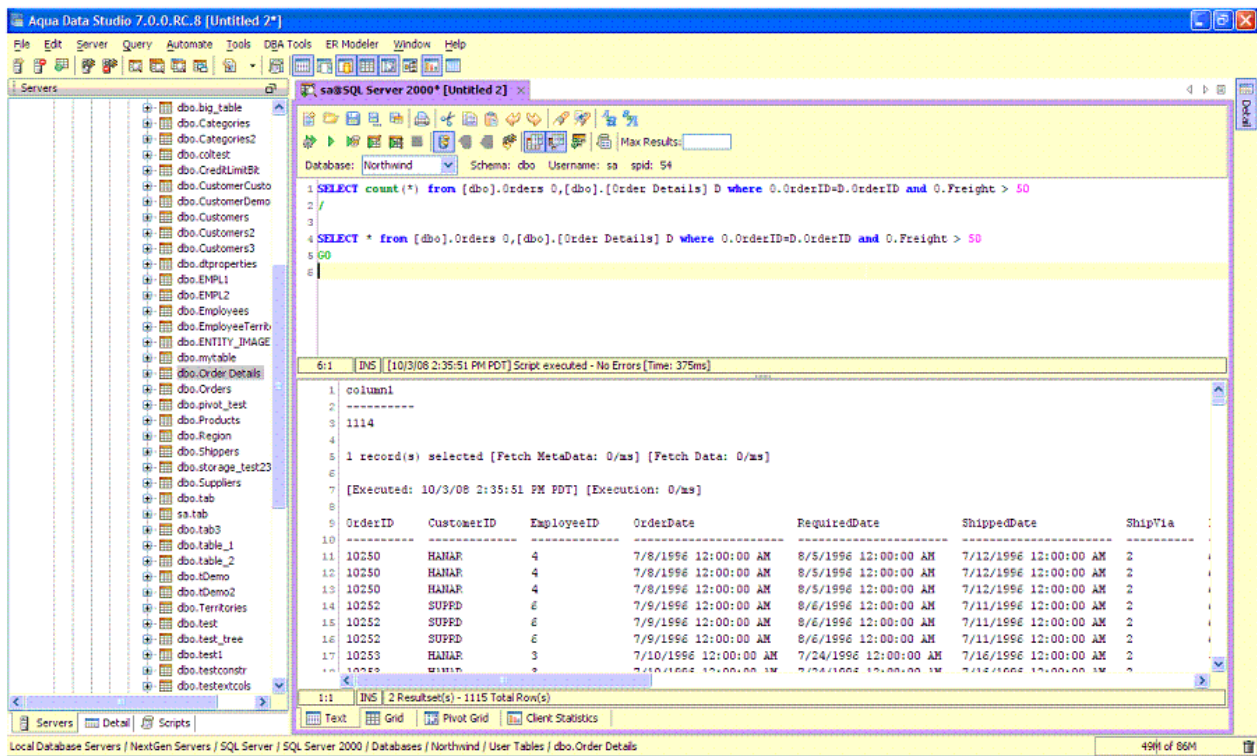 Aqua Data Studio 7.0.0.RC.8 [Untitled 2*]
File Edit Server Query Automate Tools DBA Tools ER Modeler Window Help
Servers
dbo.big_table
dbo.Categories
dbo.Categories2
dbo.coltest
dbo.CreditLimitBit
dbo.CustomerCusto
dbo.CustomerDemo
dbo.Customers
dbo.Customers2
dbo.Customers3
dbo.dtproperties
dbo.EMPL1
dbo.EMPL2
dbo.Employees
dbo.EmployeeTerrit
dbo.ENTITY_IMAGE
dbo.mytable
dbo.Order Details
dbo.Orders
dbo.pivot_test
dbo.Products
dbo.Region
dbo.Shippers
dbo.storage_test23
dbo.Suppliers
dbo.tab
sa.tab
dbo.tab3
dbo.table_1
dbo.table_2
dbo.tDemo
dbo.tDemo2
dbo.Territories
dbo.test
dbo.test_tree
dbo.test1
dbo.testconstr
dbo.testextcols
Servers Detail Scripts
sa@SQL Server 2000* [Untitled 2]
Detail
Max Results:
Database: Northwind Schema: dbo Username: sa spid: 54
1 SELECT count(*) from [dbo].Orders O,[dbo].[Order Details] D where O.OrderID=D.OrderID and O.Freight > 50
2 /
3
4 SELECT * from [dbo].Orders O,[dbo].[Order Details] D where O.OrderID=D.OrderID and O.Freight > 50
5 GO
6
6:1 INS [10/3/08 2:35:51 PM PDT] Script executed - No Errors [Time: 375ms]
1 column1
2 ----------
3 1114
4
5 1 record(s) selected [Fetch MetaData: 0/ms] [Fetch Data: 0/ms]
6
7 [Executed: 10/3/08 2:35:51 PM PDT] [Execution: 0/ms]
8
9 OrderID CustomerID EmployeeID OrderDate RequiredDate ShippedDate ShipVia
10 ---------- ------------- ------------- ---------------------- ---------------------- ---------------------- ----------
11 10250 HANAR 4 7/8/1996 12:00:00 AM 8/5/1996 12:00:00 AM 7/12/1996 12:00:00 AM 2
12 10250 HANAR 4 7/8/1996 12:00:00 AM 8/5/1996 12:00:00 AM 7/12/1996 12:00:00 AM 2
13 10250 HANAR 4 7/8/1996 12:00:00 AM 8/5/1996 12:00:00 AM 7/12/1996 12:00:00 AM 2
14 10252 SUPRD 6 7/9/1996 12:00:00 AM 8/6/1996 12:00:00 AM 7/11/1996 12:00:00 AM 2
15 10252 SUPRD 6 7/9/1996 12:00:00 AM 8/6/1996 12:00:00 AM 7/11/1996 12:00:00 AM 2
16 10252 SUPRD 6 7/9/1996 12:00:00 AM 8/6/1996 12:00:00 AM 7/11/1996 12:00:00 AM 2
17 10253 HANAR 3 7/10/1996 12:00:00 AM 7/24/1996 12:00:00 AM 7/16/1996 12:00:00 AM 2
1:1 INS 2 Resultset(s) - 1115 Total Row(s)
Text Grid Pivot Grid Client Statistics
Local Database Servers / NextGen Servers / SQL Server / SQL Server 2000 / Databases / Northwind / User Tables / dbo.Order Details
49M of 86M